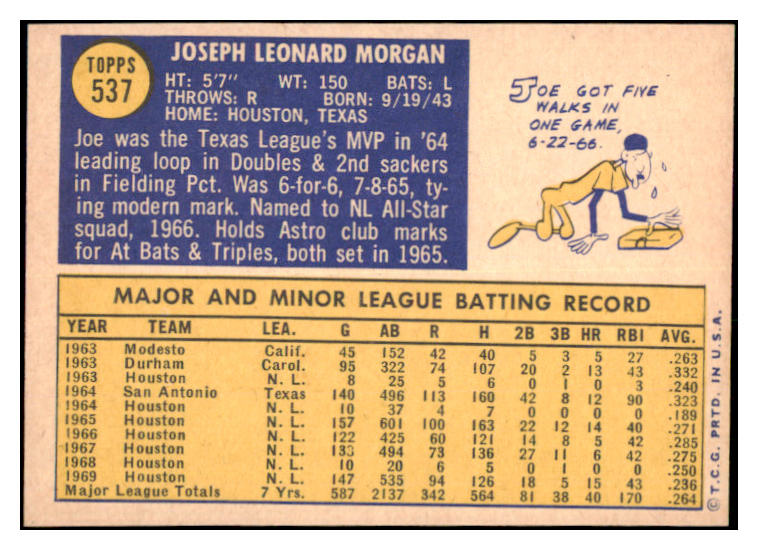 TOPPS
537
JOSEPH LEONARD MORGAN
HT: 5'7" WT: 150 BATS: L
THROWS: R BORN: 9/19/43
HOME: HOUSTON, TEXAS
Joe was the Texas League's MVP in '64
leading loop in Doubles & 2nd sackers
in Fielding Pct. Was 6-for-6, 7-8-65, ty-
ing modern mark. Named to NL All-Star
squad, 1966. Holds Astro club marks
for At Bats & Triples, both set in 1965.
JOE GOT FIVE
WALKS IN
ONE GAME,
6-22-66.
MAJOR AND MINOR LEAGUE BATTING RECORD
YEAR TEAM LEA. G AB R H 2B 3B HR RBI AVG.
1963 Modesto Calif. 45 152 42 40 5 3 5 27 .263
1963 Durham Carol. 95 322 74 107 20 2 13 43 .332
1963 Houston N. L. 8 25 5 6 0 1 0 3 .240
1964 San Antonio Texas 140 496 113 160 42 8 12 90 .323
1964 Houston N. L. 10 37 4 7 0 0 0 0 .189
1965 Houston N. L. 157 601 100 163 22 12 14 40 .271
1966 Houston N. L. 122 425 60 121 14 8 5 42 .285
1967 Houston N. L. 133 494 73 136 27 11 6 42 .275
1968 Houston N. L. 10 20 6 5 0 1 0 0 .250
1969 Houston N. L. 147 535 94 126 18 5 15 43 .236
Major League Totals 7 Yrs. 587 2137 342 564 81 38 40 170 .264
© T.C.G. PRTD. IN U.S.A.